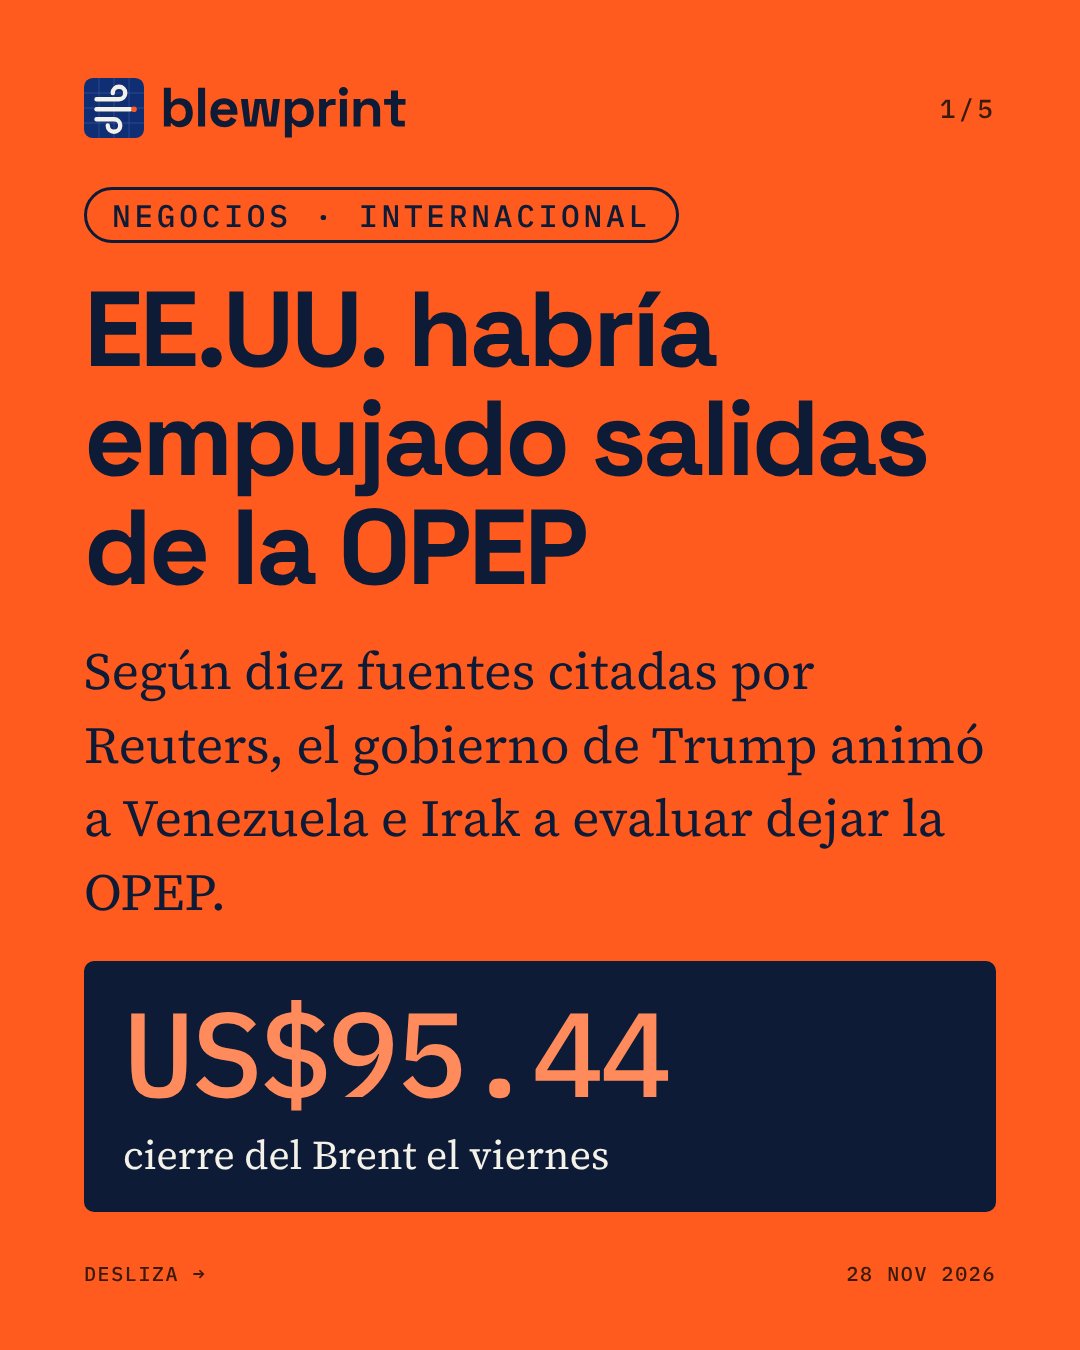 blewprint
1/5
NEGOCIOS · INTERNACIONAL
EE.UU. habría
empujado salidas
de la OPEP
Según diez fuentes citadas por
Reuters, el gobierno de Trump animó
a Venezuela e Irak a evaluar dejar la
OPEP.
US$95.44
cierre del Brent el viernes
DESLIZA →
28 NOV 2026